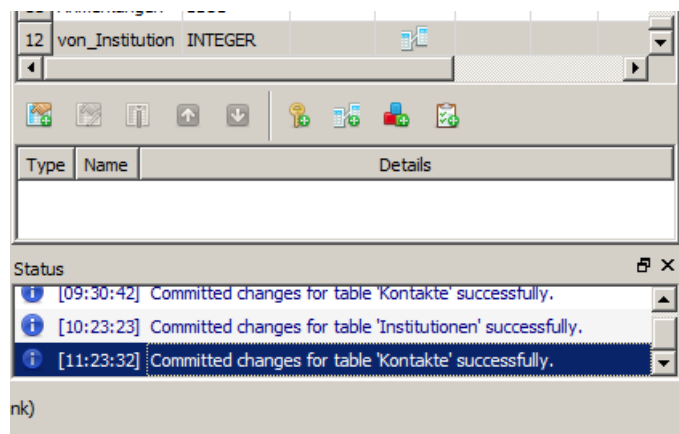 12 von_Institution INTEGER
Type Name Details
Status
[09:30:42] Committed changes for table 'Kontakte' successfully.
[10:23:23] Committed changes for table 'Institutionen' successfully.
[11:23:32] Committed changes for table 'Kontakte' successfully.
nk)